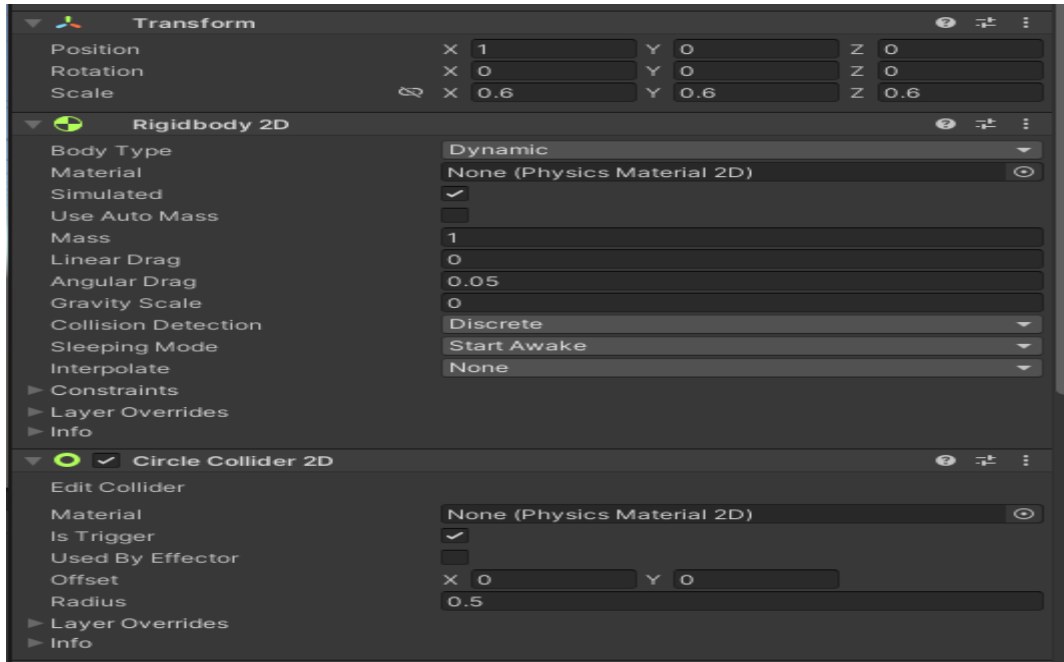 Transform
Position X 1 Y 0 Z 0
Rotation X 0 Y 0 Z 0
Scale X 0.6 Y 0.6 Z 0.6
Rigidbody 2D
Body Type Dynamic
Material None (Physics Material 2D)
Simulated
Use Auto Mass
Mass 1
Linear Drag 0
Angular Drag 0.05
Gravity Scale 0
Collision Detection Discrete
Sleeping Mode Start Awake
Interpolate None
Constraints
Layer Overrides
Info
Circle Collider 2D
Edit Collider
Material None (Physics Material 2D)
Is Trigger
Used By Effector
Offset X 0 Y 0
Radius 0.5
Layer Overrides
Info